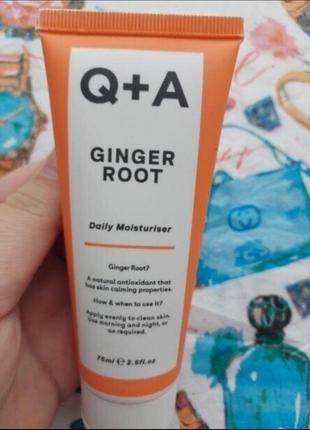 Q+A
GINGER
ROOT
Daily Moisturiser
Ginger Root?
A natural antioxidant that
has skin calming properties.
How & when to use it?
Apply evenly to clean skin.
Use morning and night, or
as required.
75ml ℮ 2.5fl.oz